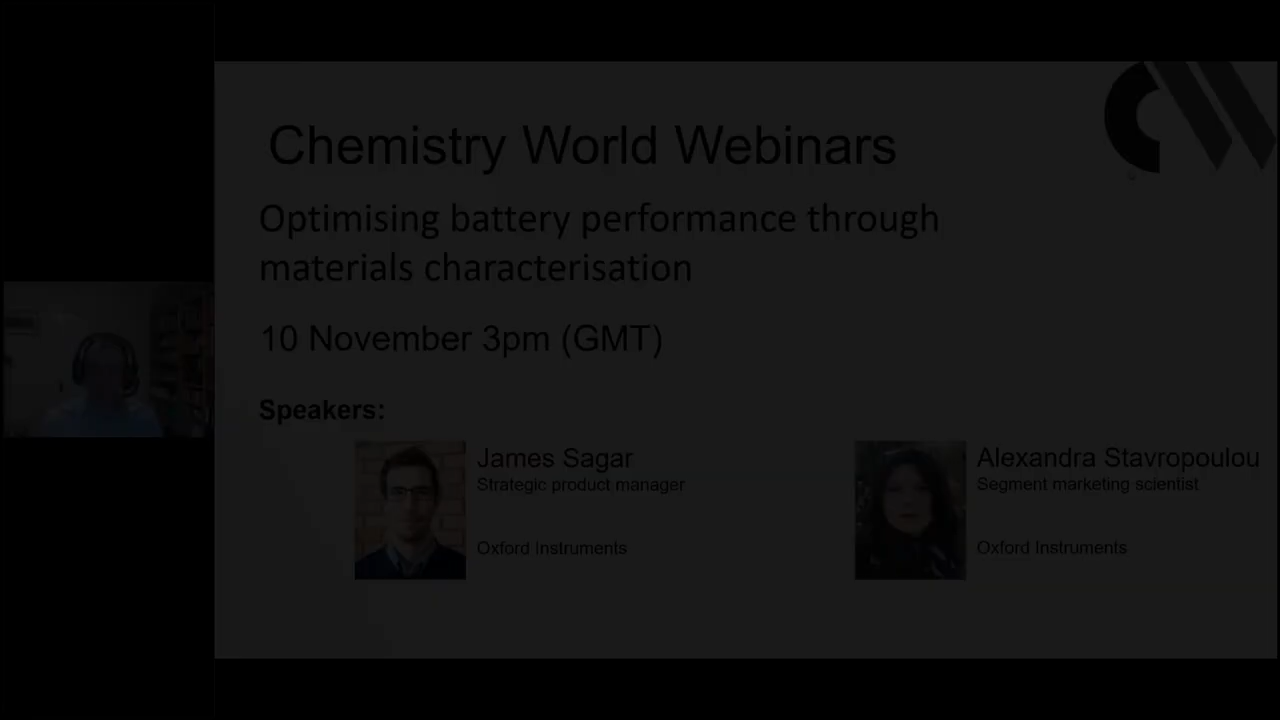 Chemistry World Webinars
Optimising battery performance through
materials characterisation
10 November 3pm (GMT)
Speakers:
James Sagar
Strategic product manager
Oxford Instruments
Alexandra Stavropoulou
Segment marketing scientist
Oxford Instruments